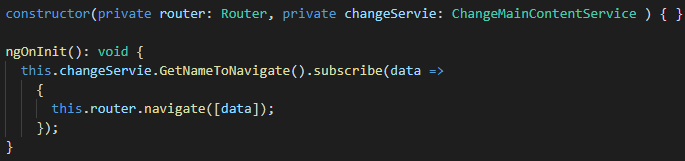 constructor(private router: Router, private changeServie: ChangeMainContentService ) { }
ngOnInit(): void {
this.changeServie.GetNameToNavigate().subscribe(data =>
{
this.router.navigate([data]);
});
}